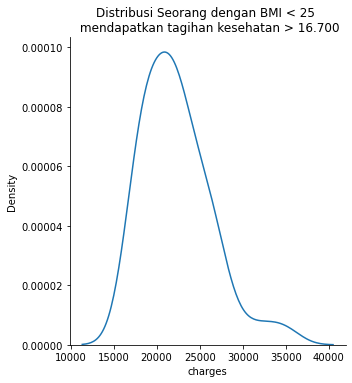 Distribusi Seorang dengan BMI < 25
mendapatkan tagihan kesehatan > 16.700
0.00010
0.00008
0.00006
0.00004
0.00002
0.00000
Density
10000 15000 20000 25000 30000 35000 40000
charges